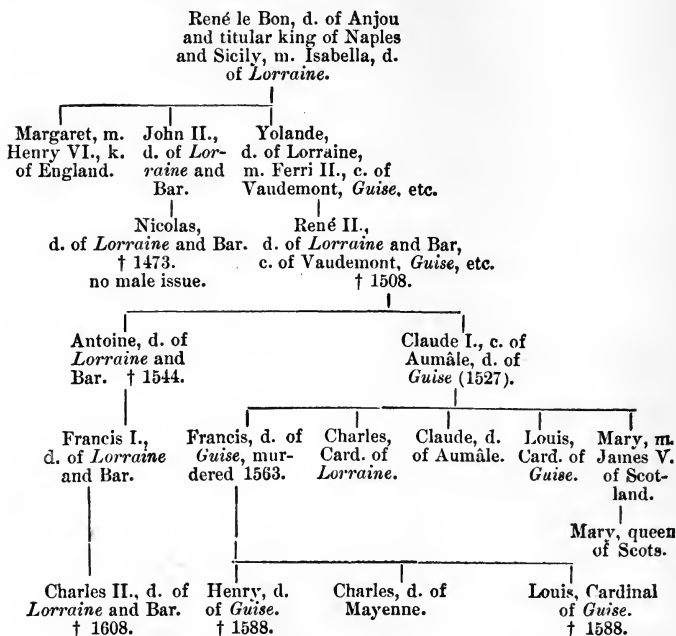 René le Bon, d. of Anjou
and titular king of Naples
and Sicily, m. Isabella, d.
of Lorraine.
Margaret, m.
Henry VI., k.
of England.
John II.,
d. of Lor-
raine and
Bar.
Yolande,
d. of Lorraine,
m. Ferri II., c. of
Vaudemont, Guise, etc.
Nicolas,
d. of Lorraine and Bar.
† 1473.
no male issue.
René II.,
d. of Lorraine and Bar,
c. of Vaudemont, Guise, etc.
† 1508.
Antoine, d. of
Lorraine and
Bar. † 1544.
Claude I., c. of
Aumâle, d. of
Guise (1527).
Francis I.,
d. of Lorraine
and Bar.
Francis, d. of
Guise, mur-
dered 1563.
Charles,
Card. of
Lorraine.
Claude, d.
of Aumâle.
Louis,
Card. of
Guise.
Mary, m.
James V.
of Scot-
land.
Mary, queen
of Scots.
Charles II., d. of
Lorraine and Bar.
† 1608.
Henry, d.
of Guise.
† 1588.
Charles, d. of
Mayenne.
Louis, Cardinal
of Guise.
† 1588.